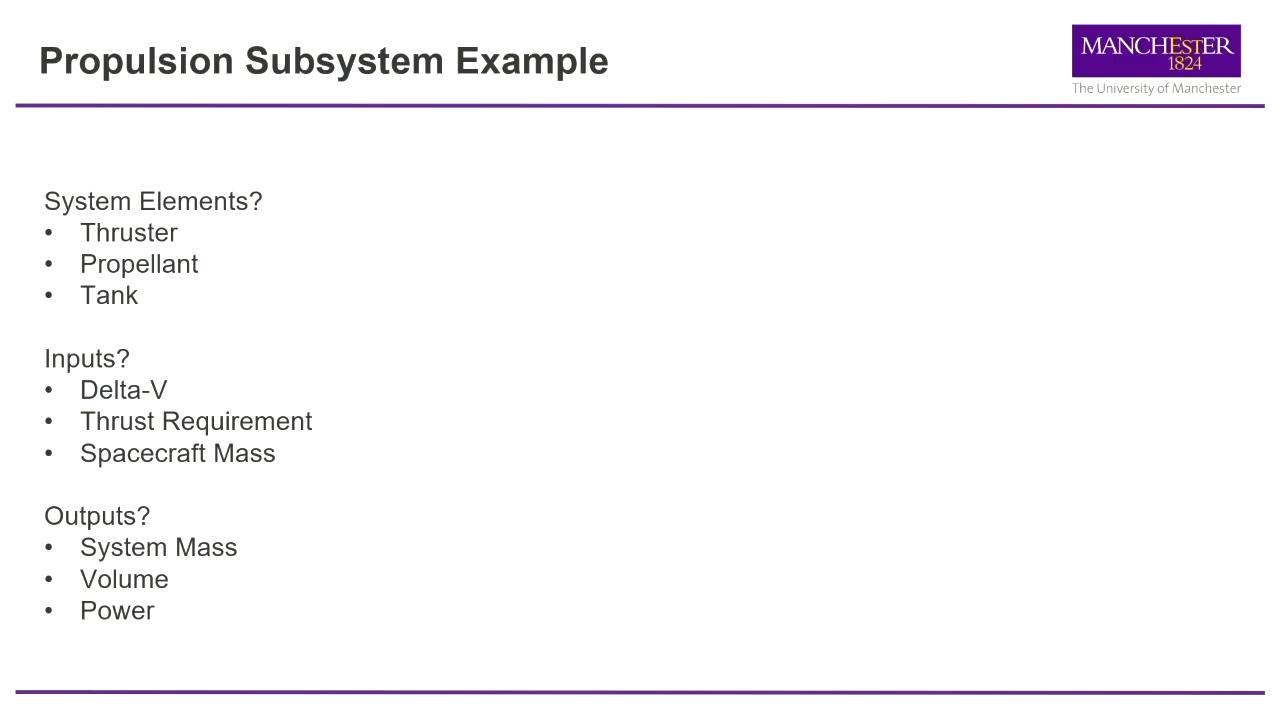 Propulsion Subsystem Example
MANCHESTER
1824
The University of Manchester
System Elements?
• Thruster
• Propellant
• Tank
Inputs?
• Delta-V
• Thrust Requirement
• Spacecraft Mass
Outputs?
• System Mass
• Volume
• Power